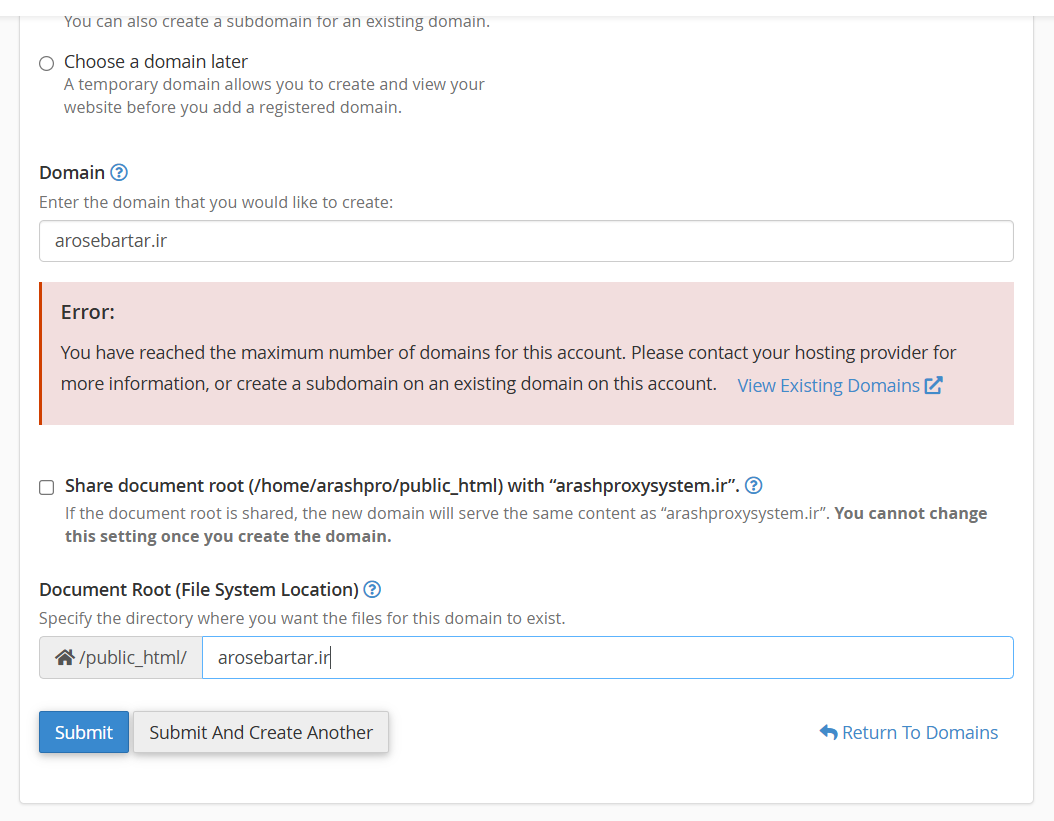 You can also create a subdomain for an existing domain.
Choose a domain later
A temporary domain allows you to create and view your
website before you add a registered domain.
Domain
Enter the domain that you would like to create:
arosebartar.ir
Error:
You have reached the maximum number of domains for this account. Please contact your hosting provider for
more information, or create a subdomain on an existing domain on this account. View Existing Domains
Share document root (/home/arashpro/public_html) with “arashproxysystem.ir”.
If the document root is shared, the new domain will serve the same content as “arashproxysystem.ir”. You cannot change
this setting once you create the domain.
Document Root (File System Location)
Specify the directory where you want the files for this domain to exist.
/public_html/ arosebartar.ir
Submit Submit And Create Another Return To Domains